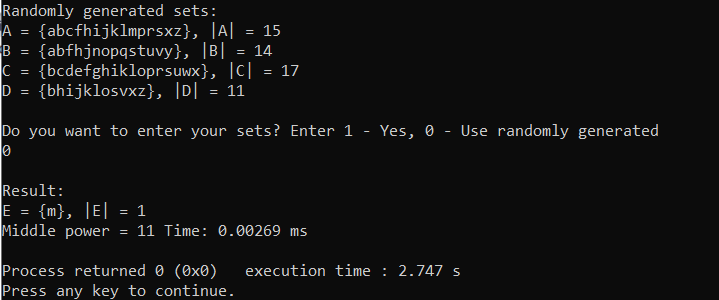 Randomly generated sets:
A = {abcfhijklmprsxz}, |A| = 15
B = {abfhjnopqstuvy}, |B| = 14
C = {bcdefghikloprsuwx}, |C| = 17
D = {bhijklosvxz}, |D| = 11
Do you want to enter your sets? Enter 1 - Yes, 0 - Use randomly generated
0
Result:
E = {m}, |E| = 1
Middle power = 11 Time: 0.00269 ms
Process returned 0 (0x0)   execution time : 2.747 s
Press any key to continue.